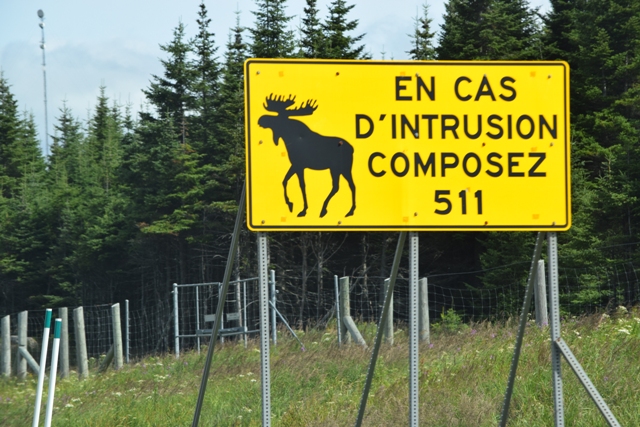 EN CAS
D'INTRUSION
COMPOSEZ
511